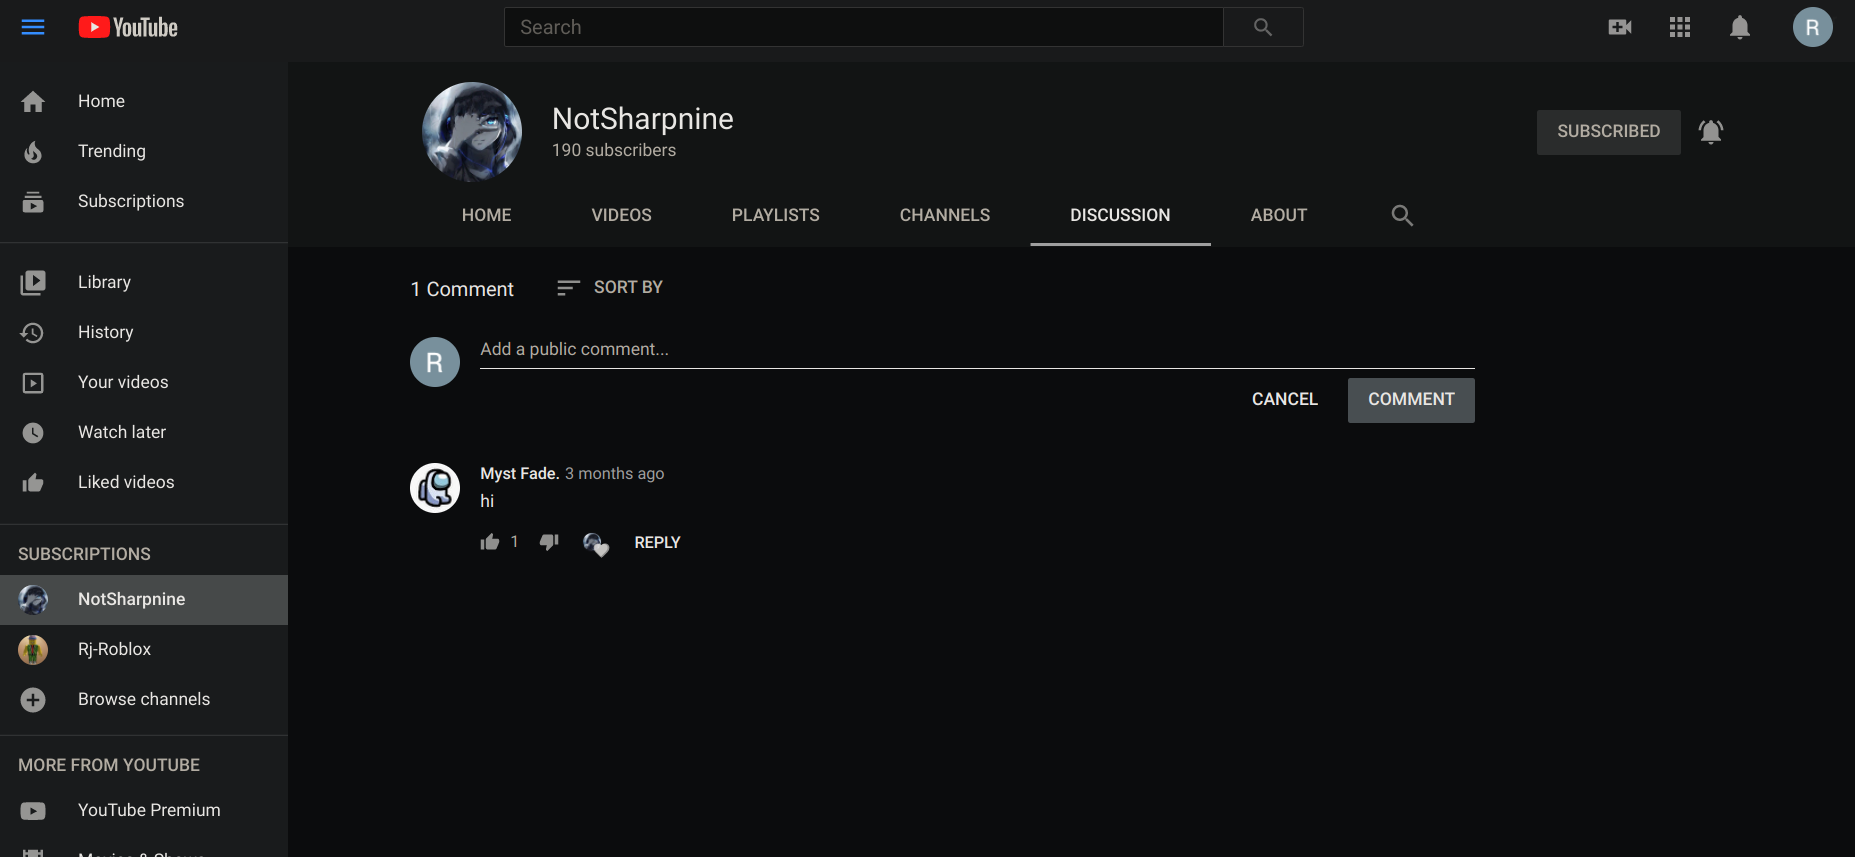 YouTube
Search
R
Home
Trending
Subscriptions
Library
History
Your videos
Watch later
Liked videos
SUBSCRIPTIONS
NotSharpnine
Rj-Roblox
Browse channels
MORE FROM YOUTUBE
YouTube Premium
Movies & Shows
NotSharpnine
190 subscribers
SUBSCRIBED
HOME VIDEOS PLAYLISTS CHANNELS DISCUSSION ABOUT
1 Comment SORT BY
R
Add a public comment...
CANCEL COMMENT
Myst Fade. 3 months ago
hi
1 REPLY